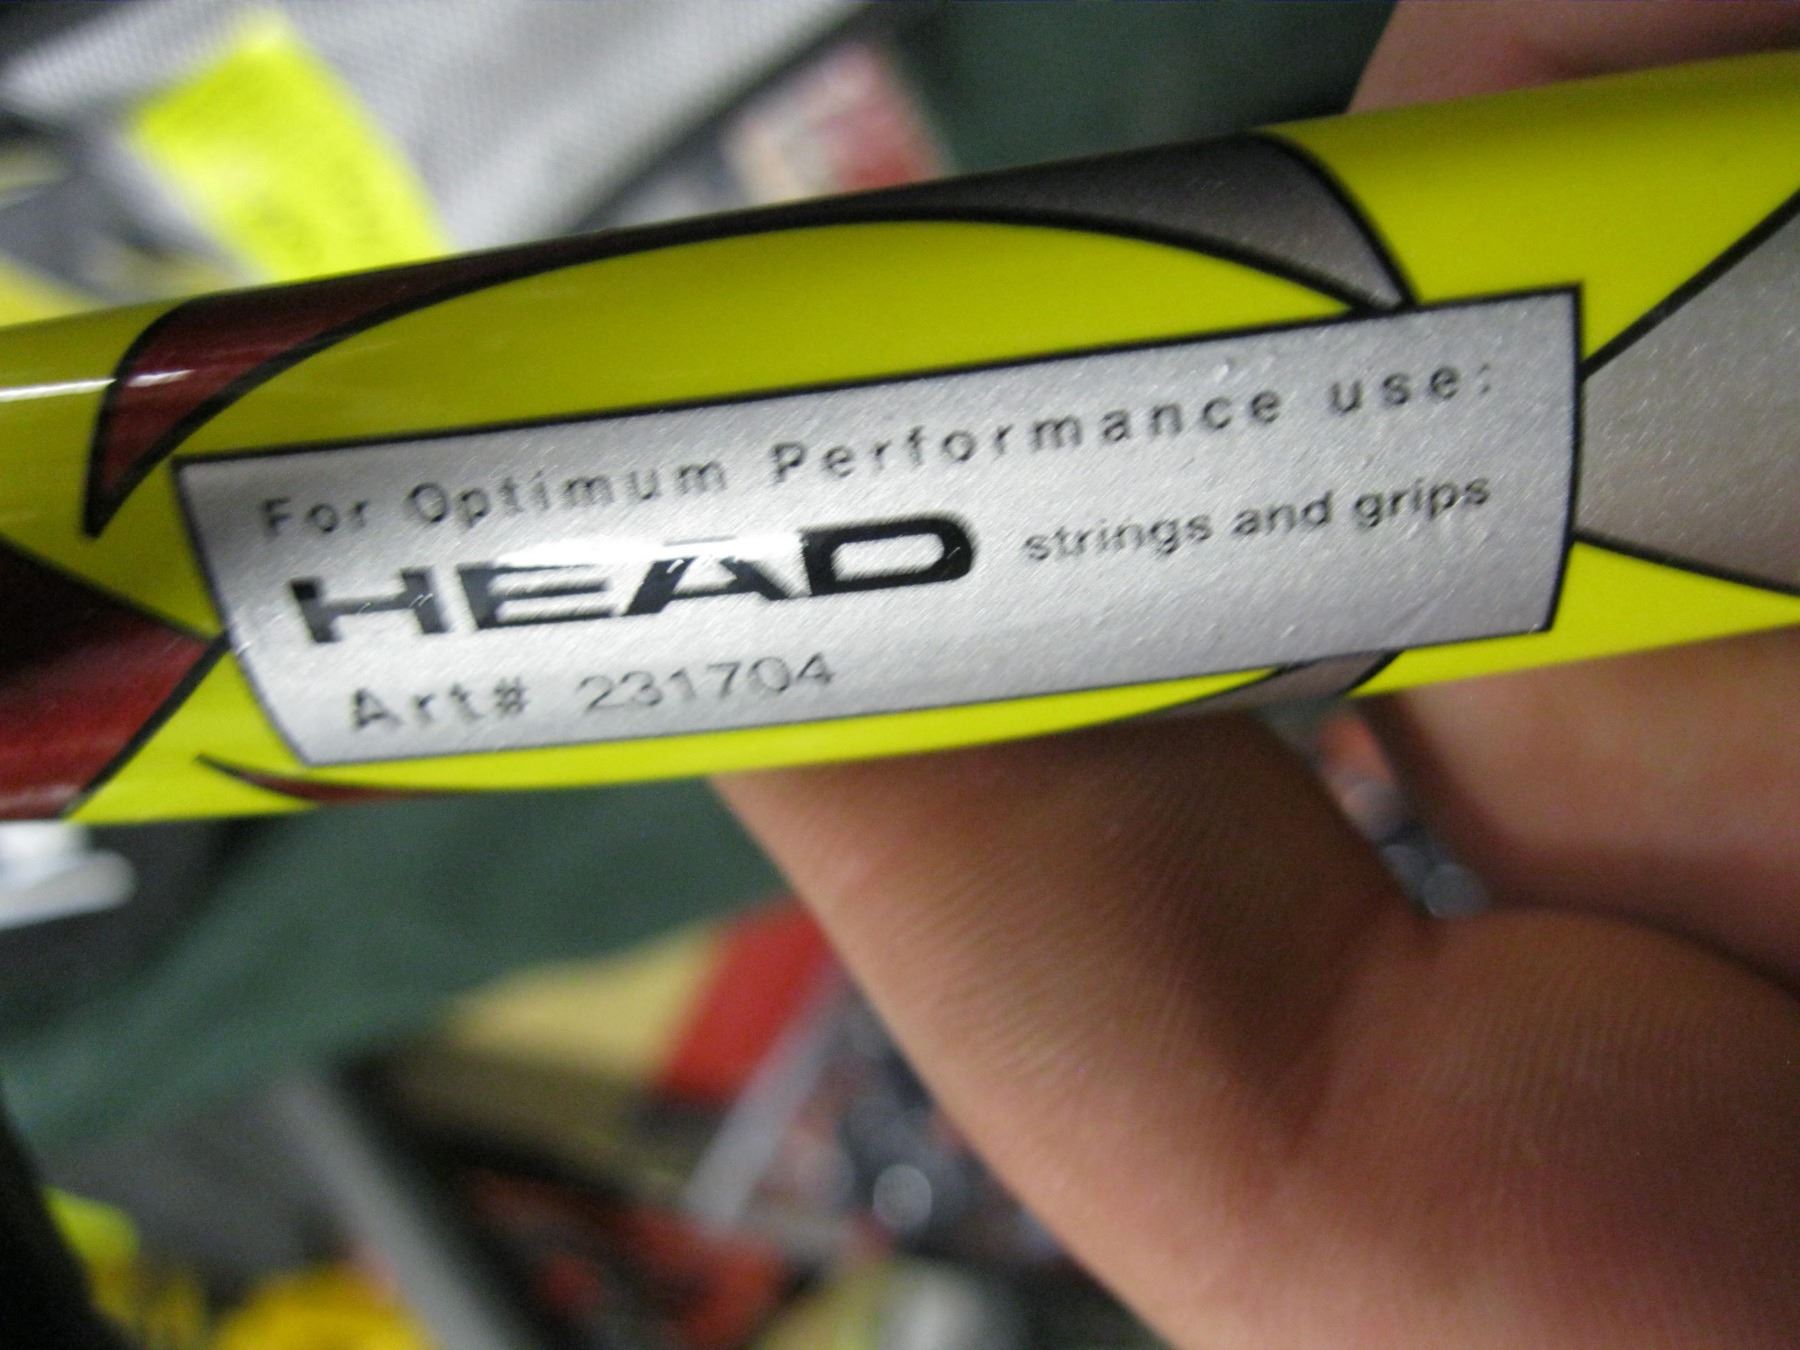 For Optimum Performance use:
HEAD strings and grips
Art# 231704